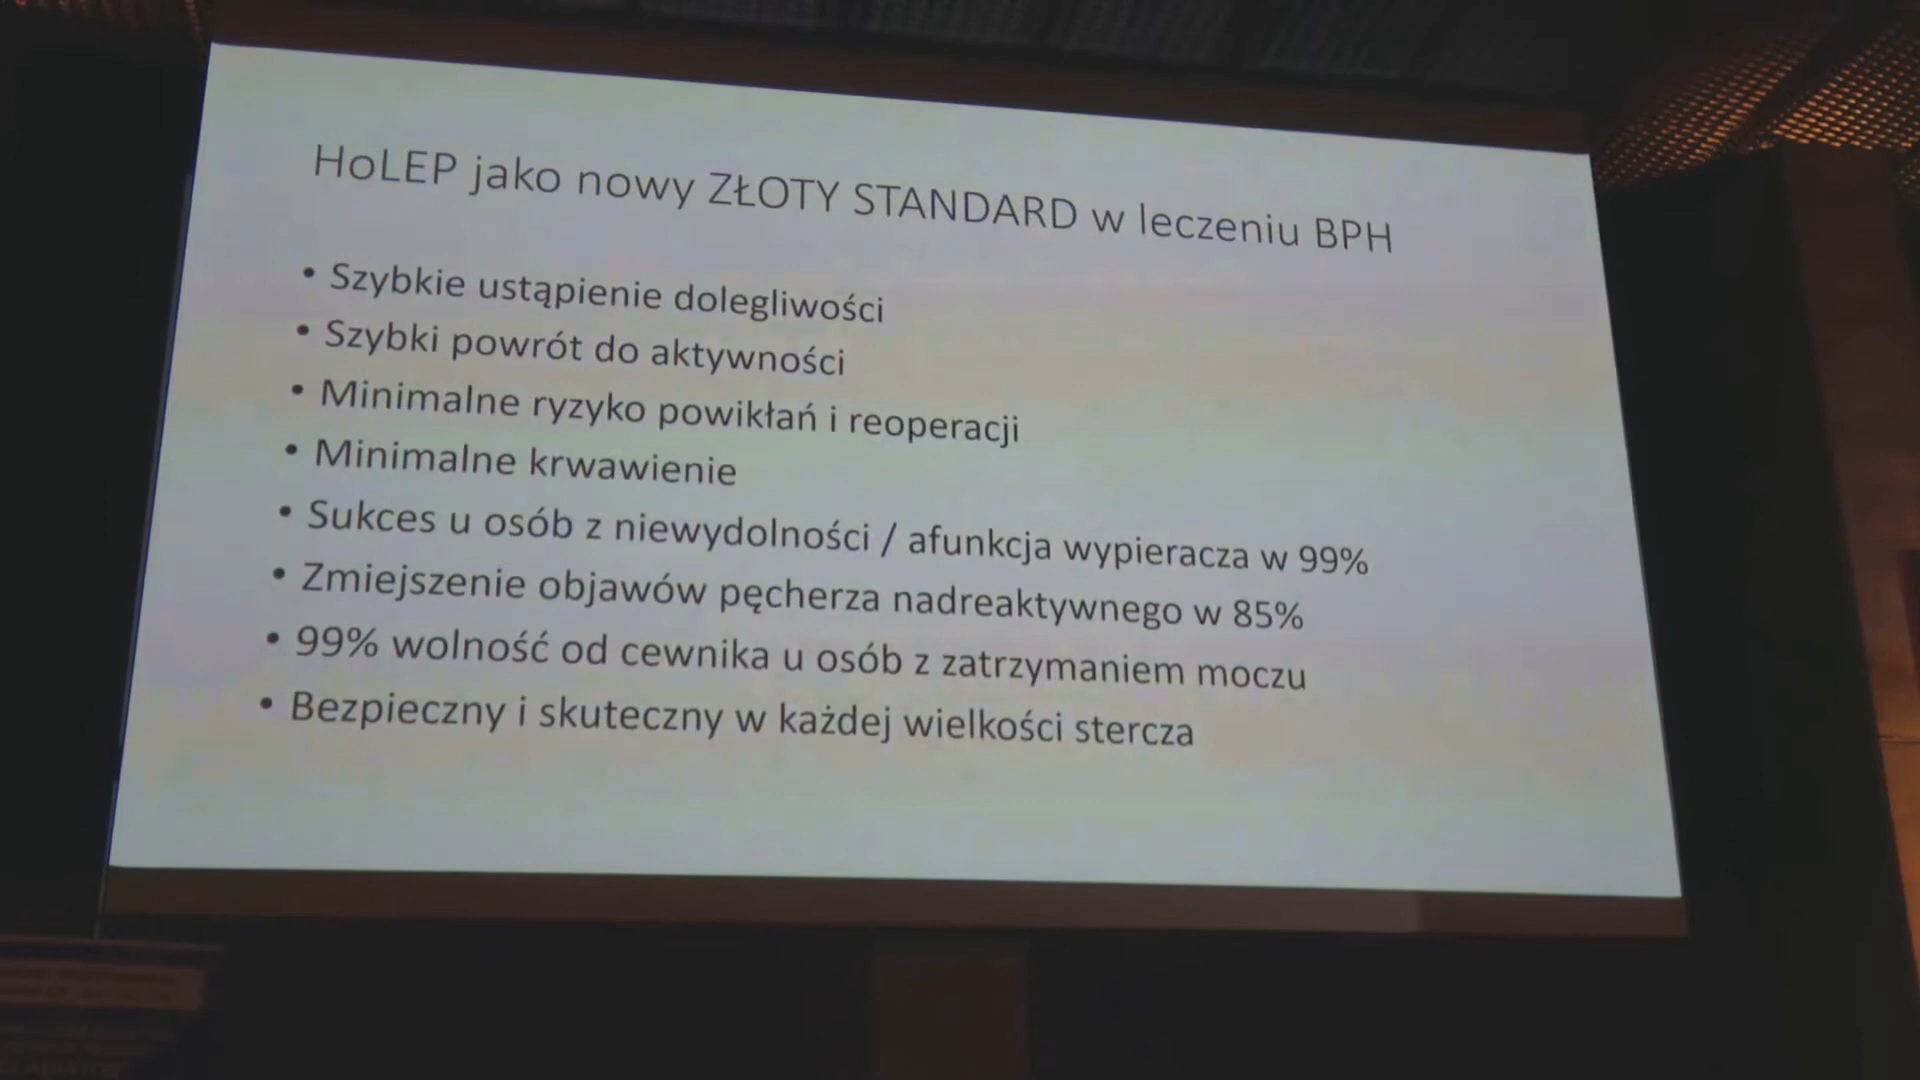 HoLEP jako nowy ZŁOTY STANDARD w leczeniu BPH
• Szybkie ustąpienie dolegliwości
• Szybki powrót do aktywności
• Minimalne ryzyko powikłań i reoperacji
• Minimalne krwawienie
• Sukces u osób z niewydolności / afunkcja wypieracza w 99%
• Zmiejszenie objawów pęcherza nadreaktywnego w 85%
• 99% wolność od cewnika u osób z zatrzymaniem moczu
• Bezpieczny i skuteczny w każdej wielkości stercza